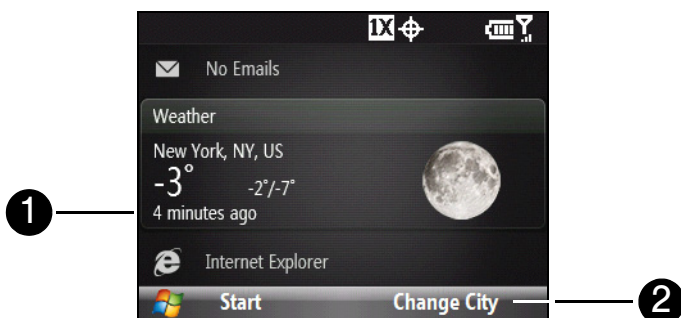 1X
No Emails
Weather
New York, NY, US
-3°
-2°/-7°
4 minutes ago
1
Internet Explorer
Start Change City
2